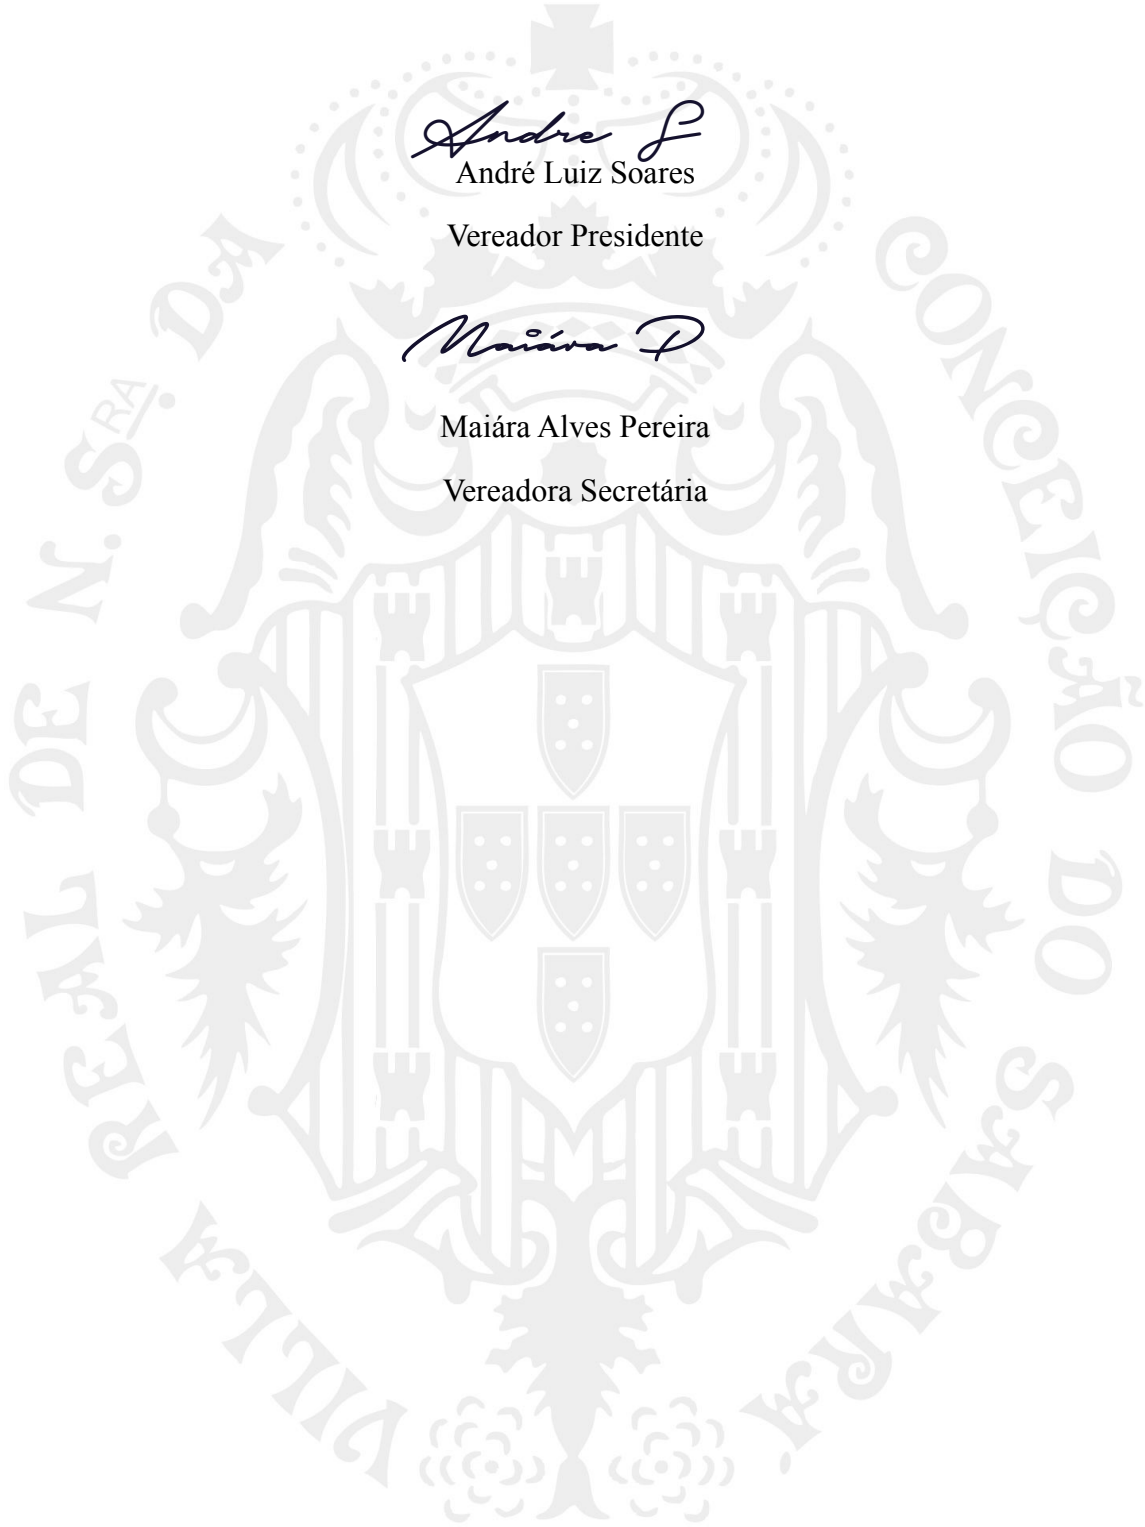 Andre S
André Luiz Soares
Vereador Presidente
Maiára P
Maiára Alves Pereira
Vereadora Secretária
VILLA REAL DE N. Sᴿᴬ DA CONCEIÇÃO DO SABARÁ